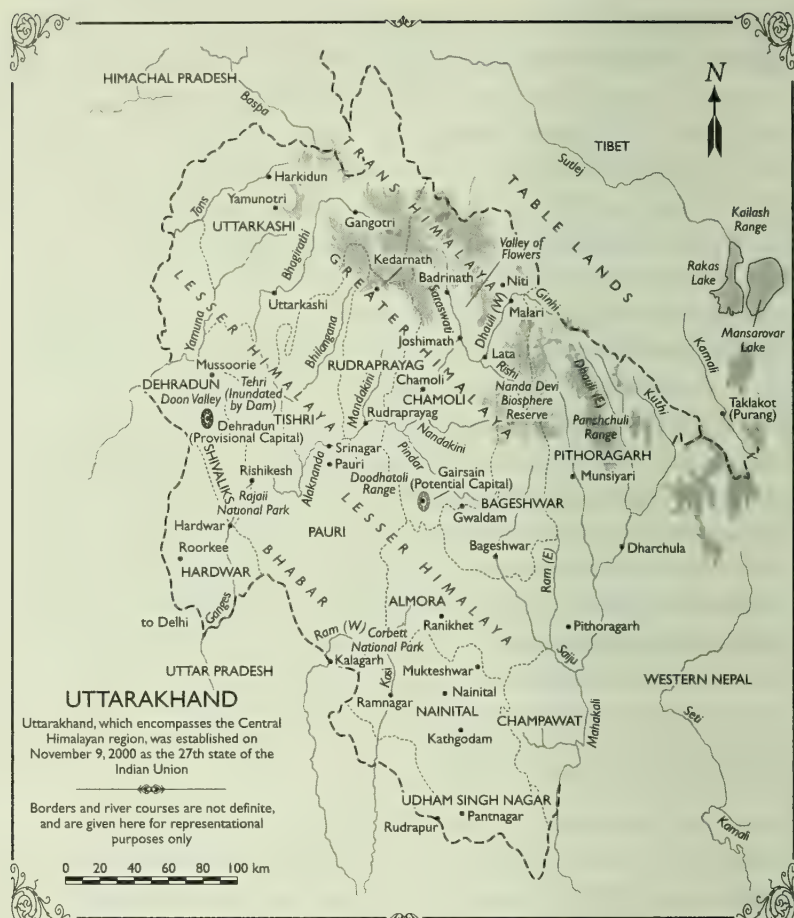 HIMACHAL PRADESH
Baspa
N
TIBET
Sutlej
TRANS HIMALAYA
TABLE LANDS
Harkidun
Tons
Yamunotri
UTTARKASHI
Gangotri
Kailash
Range
Valley of
Flowers
Rakas
Lake
Bhagirathi
Kedarnath
Badrinath
Niti
GREATER HIMALAYA
LESSER HIMALAYA
Uttarkashi
Saraswati
Dhauli (W)
Ginhi
Malari
Mansarovar
Lake
Yamuna
Bhilangana
Joshimath
Lata
Rishi
Karnali
Mussoorie
RUDRAPRAYAG
Dhauli (E)
Kuthi
DEHRADUN
Tehri
(Inundated
by Dam)
Doon Valley
Chamoli
CHAMOLI
Nanda Devi
Biosphere
Reserve
Taklakot
(Purang)
Mandakini
Panchchuli
Range
TISHRI
Dehradun
(Provisional Capital)
Rudraprayag
Nandakini
Srinagar
Pauri
Pindar
PITHORAGARH
SHIVALIKS
Rishikesh
Alaknanda
Doodhatoli
Range
Gairsain
(Potential Capital)
Munsiyari
Rajaii
National Park
BAGESHWAR
Gwaldam
LESSER HIMALAYA
Hardwar
PAURI
Roorkee
BHABAR
Bageshwar
Dharchula
HARDWAR
Ram (E)
ALMORA
Ranikhet
to Delhi
Ganges
Ram (W)
Corbett
National Park
Pithoragarh
Kalagarh
Sarju
UTTAR PRADESH
Mukteshwar
WESTERN NEPAL
Kosi
Ramnagar
Nainital
NAINITAL
CHAMPAWAT
Mahakali
Seti
Kathgodam
UTTARAKHAND
Uttarakhand, which encompasses the Central
Himalayan region, was established on
November 9, 2000 as the 27th state of the
Indian Union
Borders and river courses are not definite,
and are given here for representational
purposes only
UDHAM SINGH NAGAR
Pantnagar
Rudrapur
Karnali
0 20 40 60 80 100 km